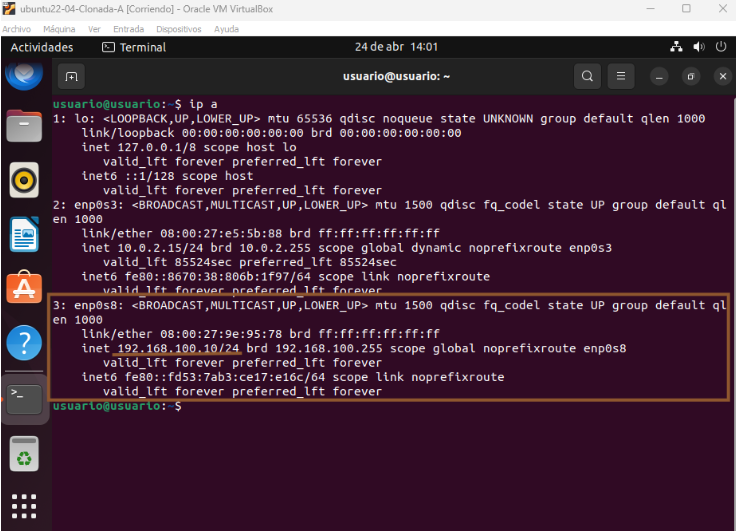 ubuntu22-04-Clonada-A [Corriendo] - Oracle VM VirtualBox
Archivo Máquina Ver Entrada Dispositivos Ayuda
Actividades Terminal 24 de abr 14:01
usuario@usuario: ~
usuario@usuario:~$ ip a
1: lo: <LOOPBACK,UP,LOWER_UP> mtu 65536 qdisc noqueue state UNKNOWN group default qlen 1000
link/loopback 00:00:00:00:00:00 brd 00:00:00:00:00:00
inet 127.0.0.1/8 scope host lo
valid_lft forever preferred_lft forever
inet6 ::1/128 scope host
valid_lft forever preferred_lft forever
2: enp0s3: <BROADCAST,MULTICAST,UP,LOWER_UP> mtu 1500 qdisc fq_codel state UP group default ql
en 1000
link/ether 08:00:27:e5:5b:88 brd ff:ff:ff:ff:ff:ff
inet 10.0.2.15/24 brd 10.0.2.255 scope global dynamic noprefixroute enp0s3
valid_lft 85524sec preferred_lft 85524sec
inet6 fe80::8670:38:806b:1f97/64 scope link noprefixroute
valid_lft forever preferred_lft forever
3: enp0s8: <BROADCAST,MULTICAST,UP,LOWER_UP> mtu 1500 qdisc fq_codel state UP group default ql
en 1000
link/ether 08:00:27:9e:95:78 brd ff:ff:ff:ff:ff:ff
inet 192.168.100.10/24 brd 192.168.100.255 scope global noprefixroute enp0s8
valid_lft forever preferred_lft forever
inet6 fe80::fd53:7ab3:ce17:e16c/64 scope link noprefixroute
valid_lft forever preferred_lft forever
usuario@usuario:~$